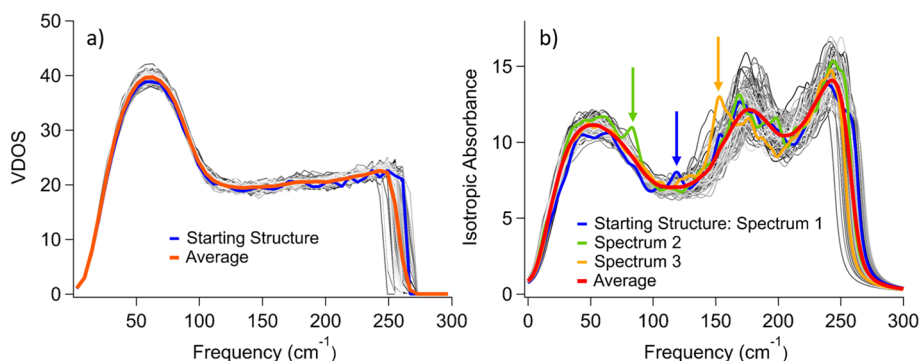 a)
50
40
30
20
10
0
VDOS
50
100
150
200
250
300
Frequency (cm-1)
Starting Structure
Average
b)
15
10
5
Isotropic Absorbance
0
50
100
150
200
250
300
Frequency (cm-1)
Starting Structure: Spectrum 1
Spectrum 2
Spectrum 3
Average